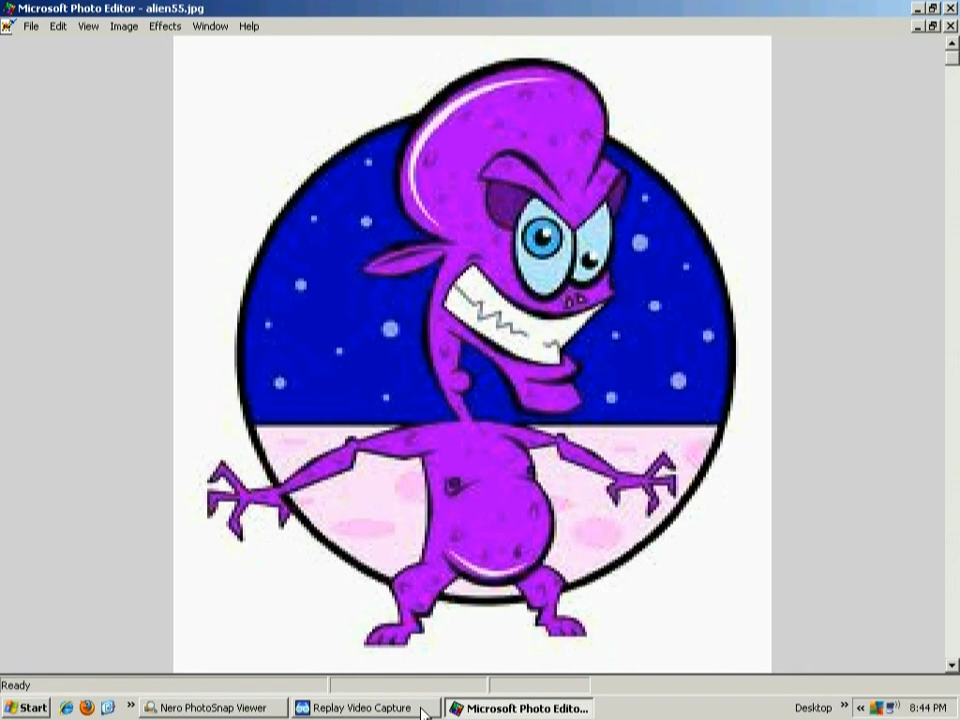 Microsoft Photo Editor - alien55.jpg
File Edit View Image Effects Window Help
Ready
Start » Nero PhotoSnap Viewer Replay Video Capture Microsoft Photo Edito... Desktop » « 8:44 PM